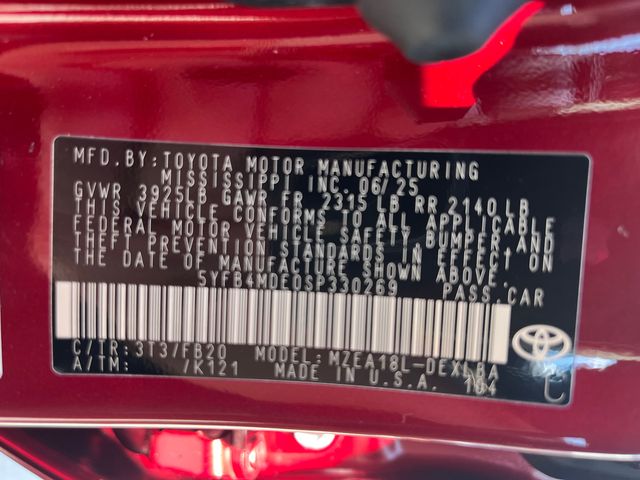 MFD. BY: TOYOTA MOTOR MANUFACTURING
MISSISSIPPI INC. 06/25
GVWR 3925LB GAWR FR 2315 LB RR 2140 LB
THIS VEHICLE CONFORMS TO ALL APPLICABLE
FEDERAL MOTOR VEHICLE SAFETY, BUMPER, AND
THEFT PREVENTION STANDARDS IN EFFECT ON
THE DATE OF MANUFACTURE SHOWN ABOVE.
5YFB4MDE0SP330269 PASS. CAR
C/TR: 3T3/FB20 MODEL: MZEA18L-DEXLBA
A/TM: /K121 MADE IN U.S.A. 184
C